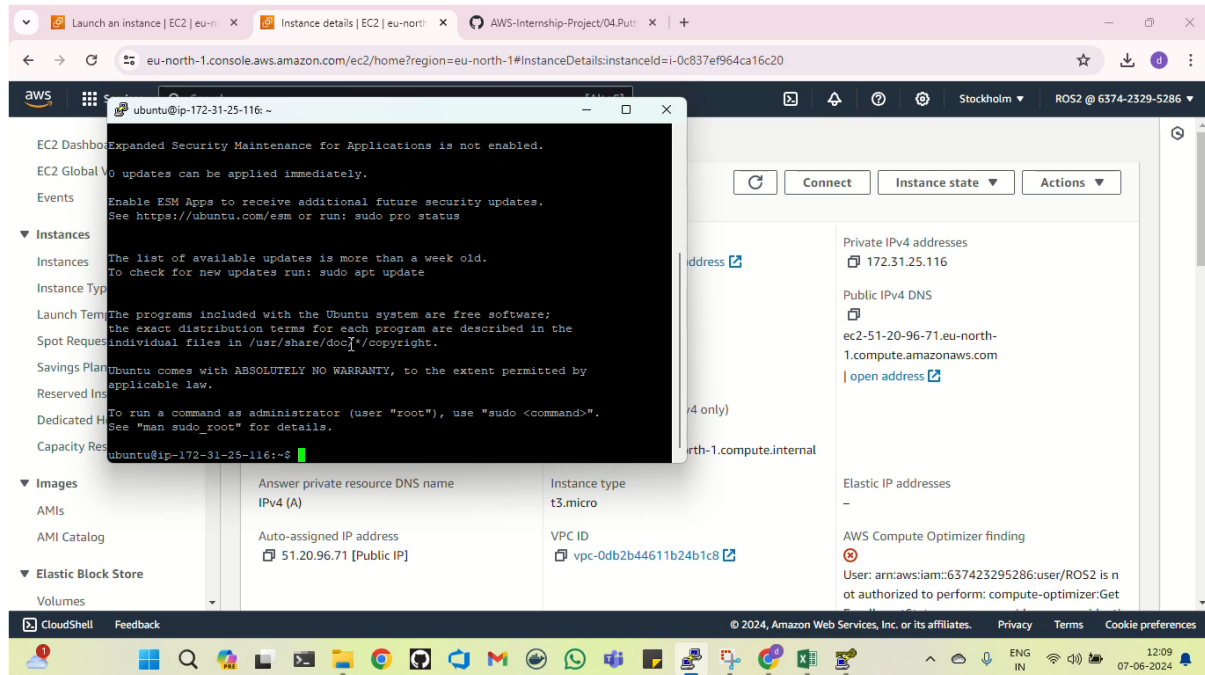 Launch an instance | EC2 | eu-n
Instance details | EC2 | eu-north
AWS-Internship-Project/04.Putt
eu-north-1.console.aws.amazon.com/ec2/home?region=eu-north-1#InstanceDetails:instanceId=i-0c837ef964ca16c20
d
aws
Stockholm
ROS2 @ 6374-2329-5286
ubuntu@ip-172-31-25-116: ~
EC2 Dashbo
EC2 Global V
Events
Instances
Instances
Instance Typ
Launch Tem
Spot Reques
Savings Plan
Reserved Ins
Dedicated H
Capacity Res
Images
AMIs
AMI Catalog
Elastic Block Store
Volumes
Expanded Security Maintenance for Applications is not enabled.
0 updates can be applied immediately.
Enable ESM Apps to receive additional future security updates.
See https://ubuntu.com/esm or run: sudo pro status
The list of available updates is more than a week old.
To check for new updates run: sudo apt update
The programs included with the Ubuntu system are free software;
the exact distribution terms for each program are described in the
individual files in /usr/share/doc/*/copyright.
Ubuntu comes with ABSOLUTELY NO WARRANTY, to the extent permitted by
applicable law.
To run a command as administrator (user "root"), use "sudo <command>".
See "man sudo_root" for details.
ubuntu@ip-172-31-25-116:~$
Connect
Instance state
Actions
ddress
Private IPv4 addresses
172.31.25.116
Public IPv4 DNS
ec2-51-20-96-71.eu-north-
1.compute.amazonaws.com
| open address
v4 only)
rth-1.compute.internal
Answer private resource DNS name
IPv4 (A)
Instance type
t3.micro
Elastic IP addresses
–
Auto-assigned IP address
51.20.96.71 [Public IP]
VPC ID
vpc-0db2b44611b24b1c8
AWS Compute Optimizer finding
User: arn:aws:iam::637423295286:user/ROS2 is n
ot authorized to perform: compute-optimizer:Get
CloudShell
Feedback
© 2024, Amazon Web Services, Inc. or its affiliates.
Privacy
Terms
Cookie preferences
1
PRE
d
ENG
IN
12:09
07-06-2024